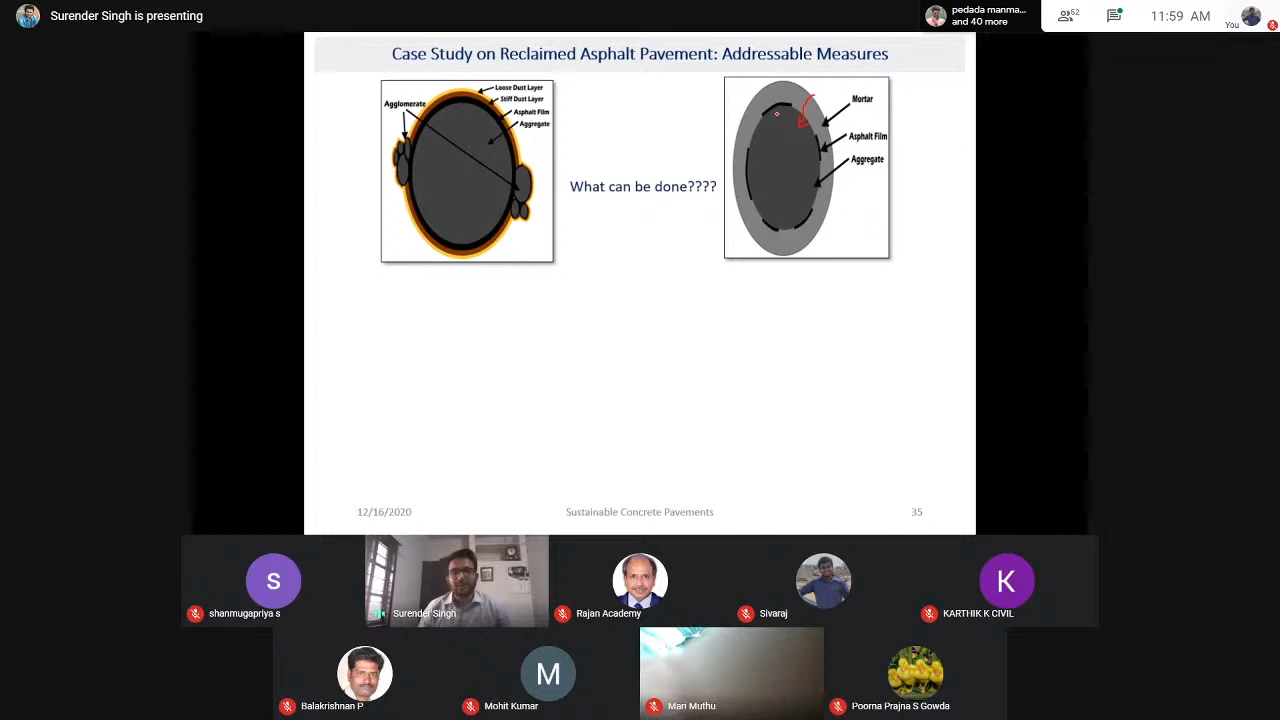 Surender Singh is presenting
pedada manma...
and 40 more
52
11:59 AM
You
Case Study on Reclaimed Asphalt Pavement: Addressable Measures
Agglomerate
Loose Dust Layer
Stiff Dust Layer
Asphalt Film
Aggregate
What can be done????
Mortar
Asphalt Film
Aggregate
12/16/2020
Sustainable Concrete Pavements
35
s
K
shanmugapriya s
Surender Singh
Rajan Academy
Sivaraj
KARTHIK K CIVIL
M
Balakrishnan P
Mohit Kumar
Mari Muthu
Poorna Prajna S Gowda